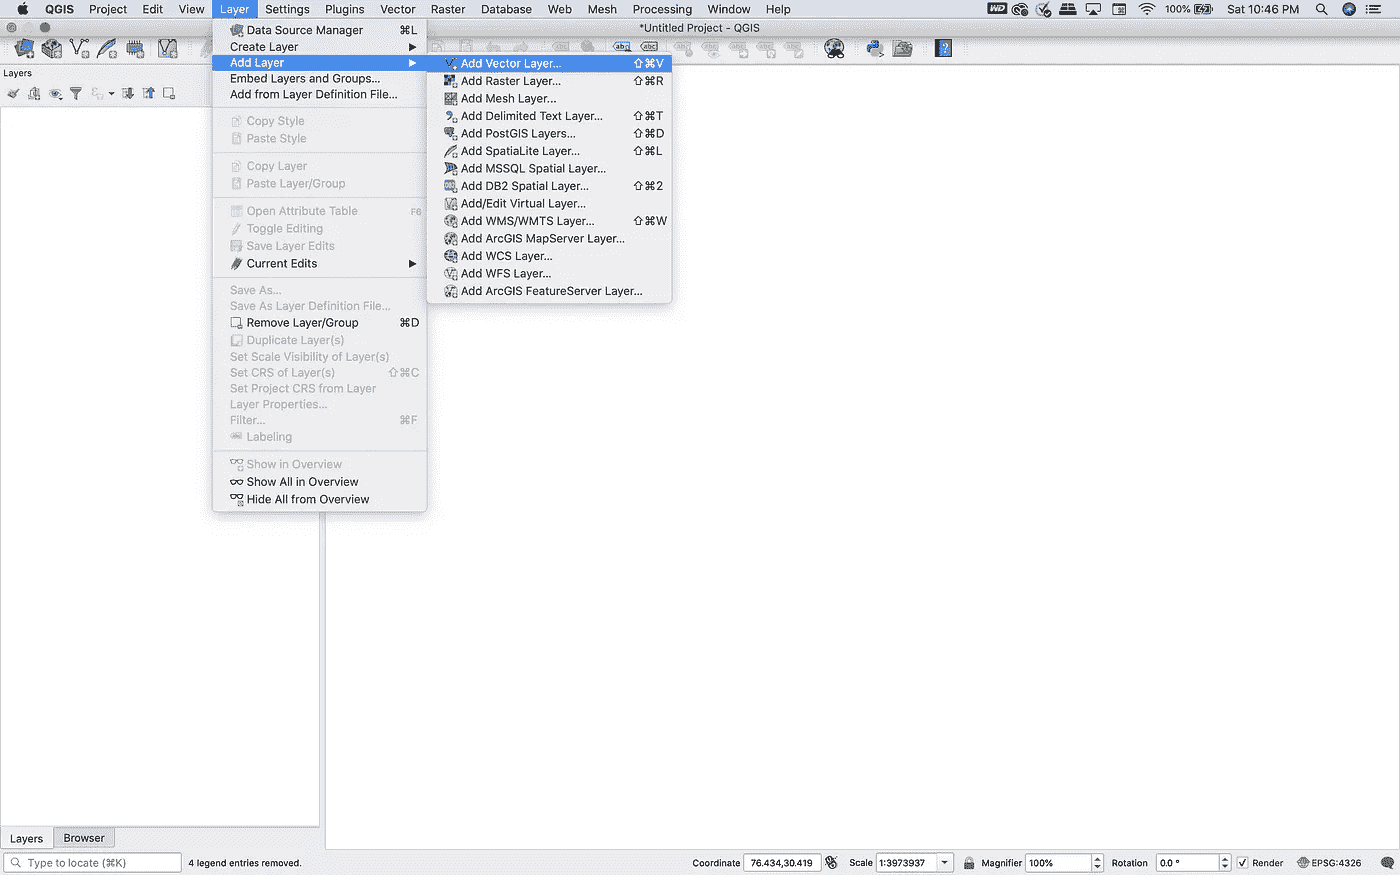 QGIS Project Edit View Layer Settings Plugins Vector Raster Database Web Mesh Processing Window Help WD 100% Sat 10:46 PM
*Untitled Project - QGIS
Layers
Data Source Manager ⌘L
Create Layer
Add Layer
Embed Layers and Groups...
Add from Layer Definition File...
Copy Style
Paste Style
Copy Layer
Paste Layer/Group
Open Attribute Table F6
Toggle Editing
Save Layer Edits
Current Edits
Save As...
Save As Layer Definition File...
Remove Layer/Group ⌘D
Duplicate Layer(s)
Set Scale Visibility of Layer(s)
Set CRS of Layer(s) ⇧⌘C
Set Project CRS from Layer
Layer Properties...
Filter... ⌘F
Labeling
Show in Overview
Show All in Overview
Hide All from Overview
Add Vector Layer... ⇧⌘V
Add Raster Layer... ⇧⌘R
Add Mesh Layer...
Add Delimited Text Layer... ⇧⌘T
Add PostGIS Layers... ⇧⌘D
Add SpatiaLite Layer... ⇧⌘L
Add MSSQL Spatial Layer...
Add DB2 Spatial Layer... ⇧⌘2
Add/Edit Virtual Layer...
Add WMS/WMTS Layer... ⇧⌘W
Add ArcGIS MapServer Layer...
Add WCS Layer...
Add WFS Layer...
Add ArcGIS FeatureServer Layer...
Layers Browser
Type to locate (⌘K) 4 legend entries removed. Coordinate 76.434,30.419 Scale 1:3973937 Magnifier 100% Rotation 0.0 ° Render EPSG:4326